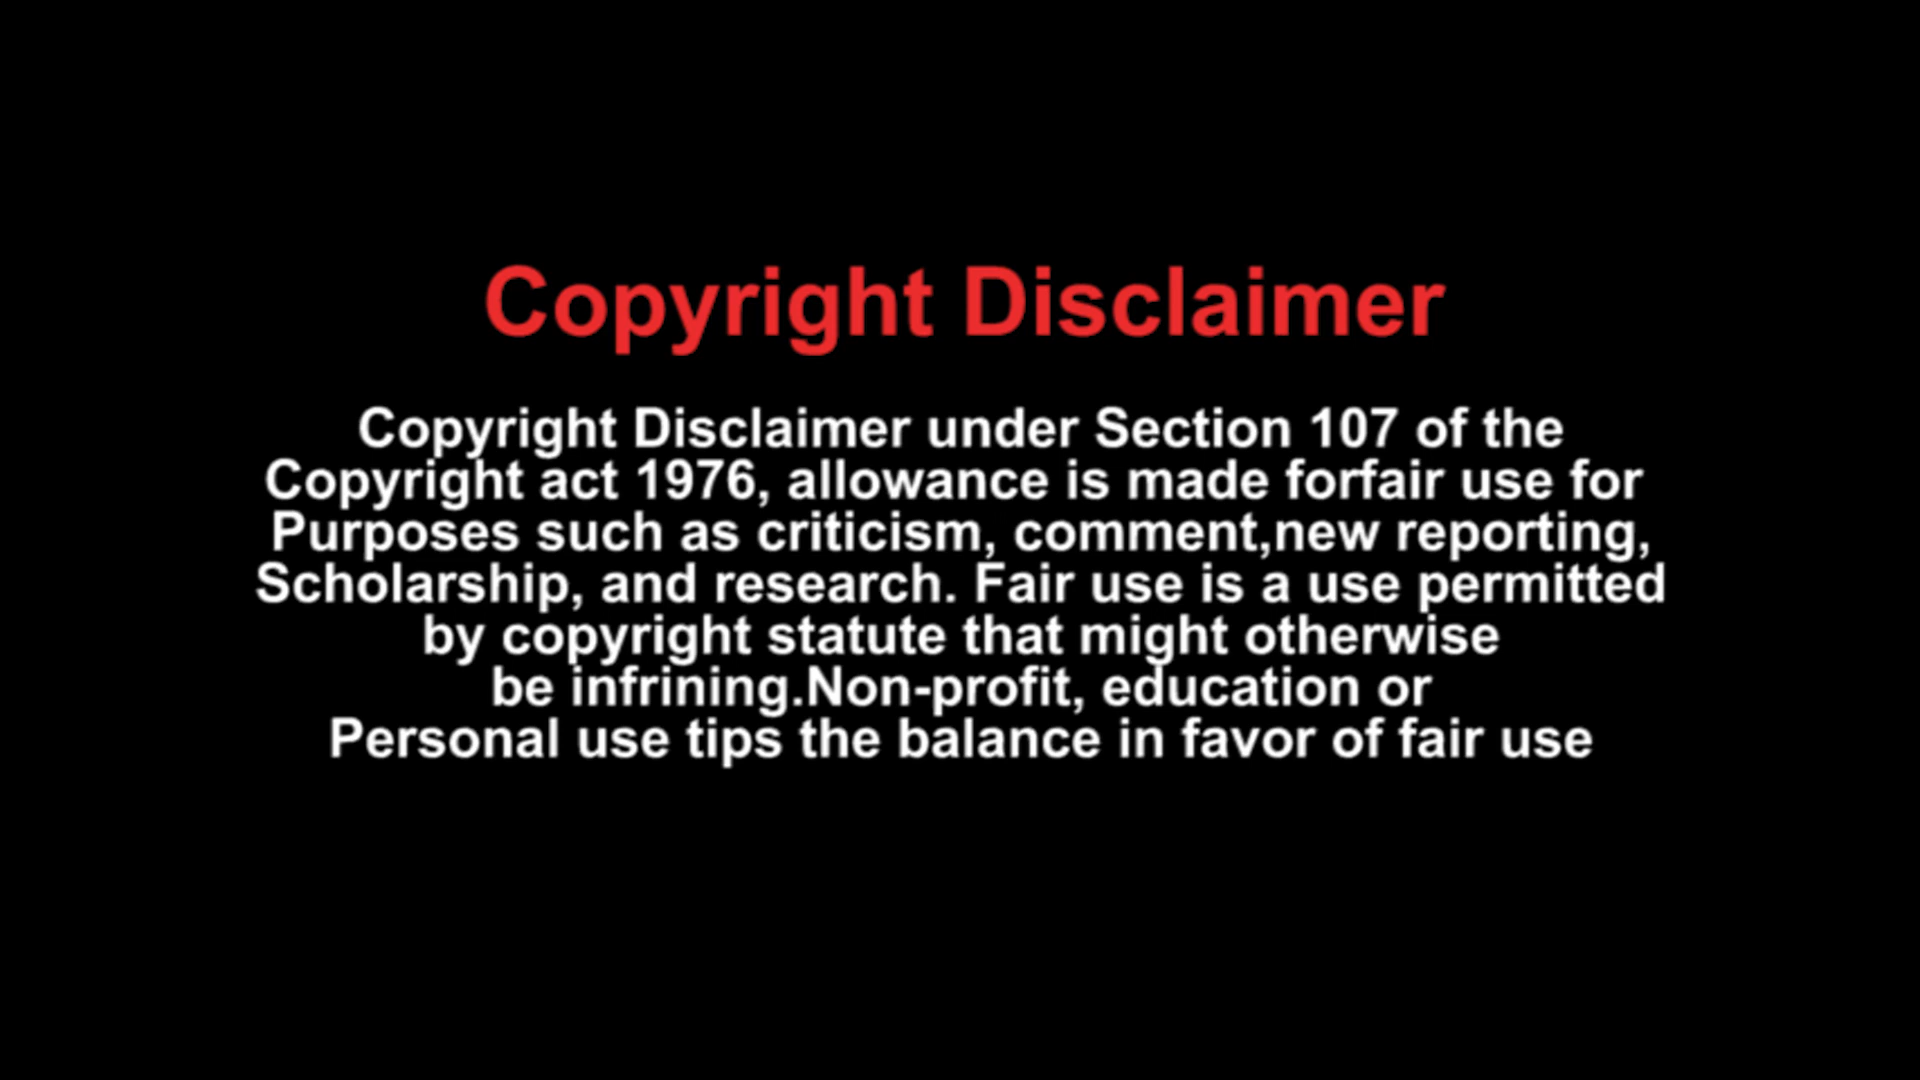 Copyright Disclaimer
Copyright Disclaimer under Section 107 of the
Copyright act 1976, allowance is made forfair use for
Purposes such as criticism, comment,new reporting,
Scholarship, and research. Fair use is a use permitted
by copyright statute that might otherwise
be infrining.Non-profit, education or
Personal use tips the balance in favor of fair use